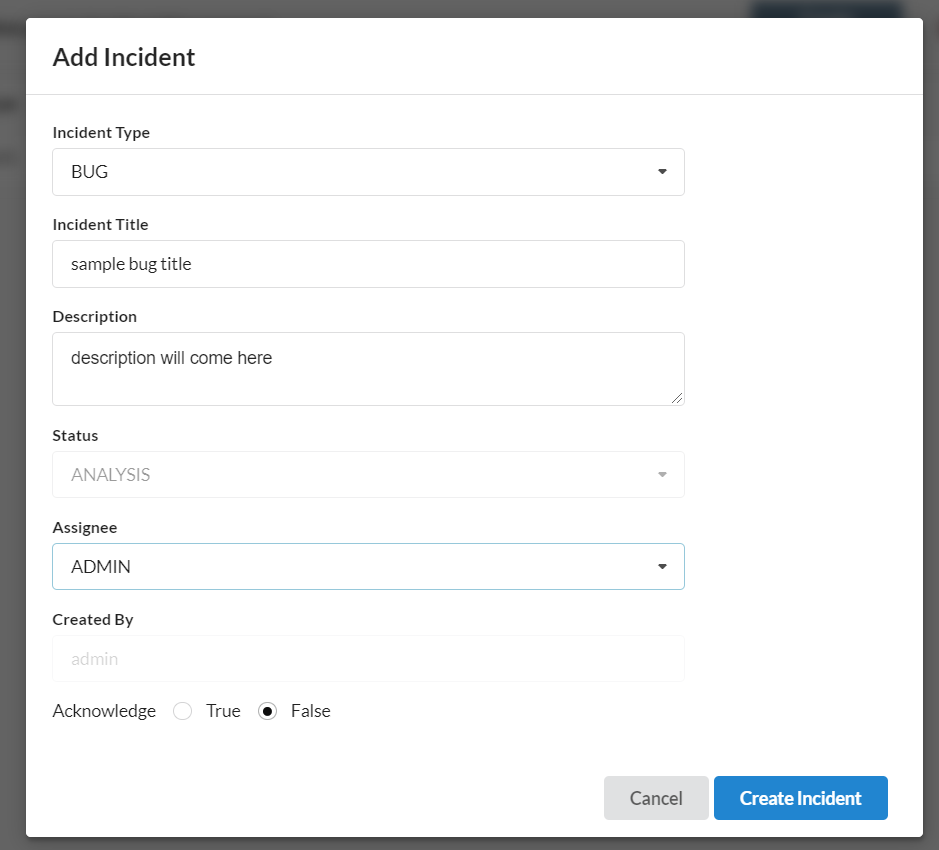 Add Incident
Incident Type
BUG
Incident Title
sample bug title
Description
description will come here
Status
ANALYSIS
Assignee
ADMIN
Created By
admin
Acknowledge True False
Cancel Create Incident